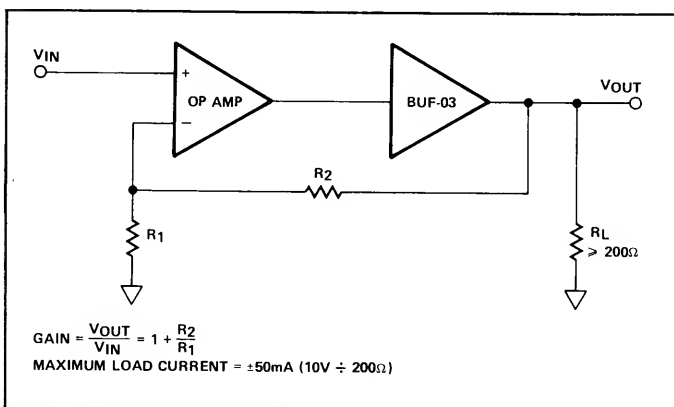 VIN
+
OP AMP
−
BUF-03
VOUT
R2
R1
RL
⩾ 200Ω
GAIN = VOUT/VIN = 1 + R2/R1
MAXIMUM LOAD CURRENT = ±50mA (10V ÷ 200Ω)